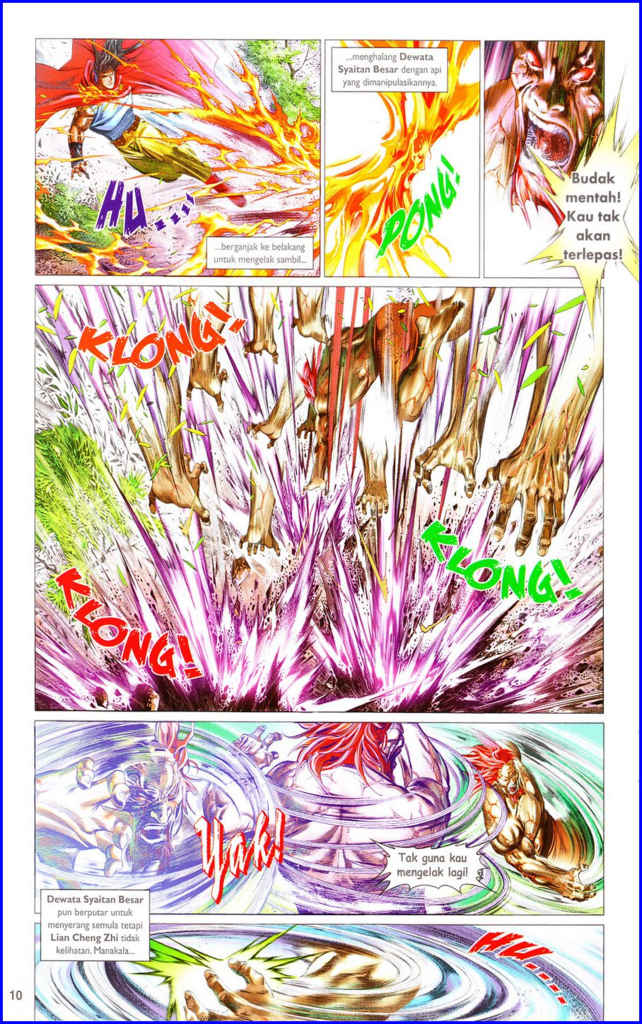 ...menghalang Dewata
Syaitan Besar dengan api
yang dimanipulasikannya.
HU....!
PONG!
Budak
mentah!
Kau tak
akan
terlepas!
...berganjak ke belakang
untuk mengelak sambil...
KLONG!
KLONG!
KLONG!
Yak!
Tak guna kau
mengelak lagi!
Dewata Syaitan Besar
pun berputar untuk
menyerang semula tetapi
Lian Cheng Zhi tidak
kelihatan. Manakala...
HU....
10